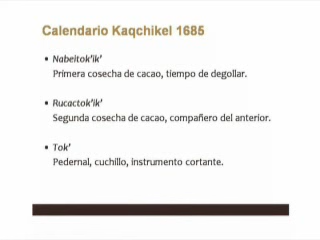 Calendario Kaqchikel 1685
• Nabeitok'ik'
Primera cosecha de cacao, tiempo de degollar.
• Rucactok'ik'
Segunda cosecha de cacao, compañero del anterior.
• Tok'
Pedernal, cuchillo, instrumento cortante.